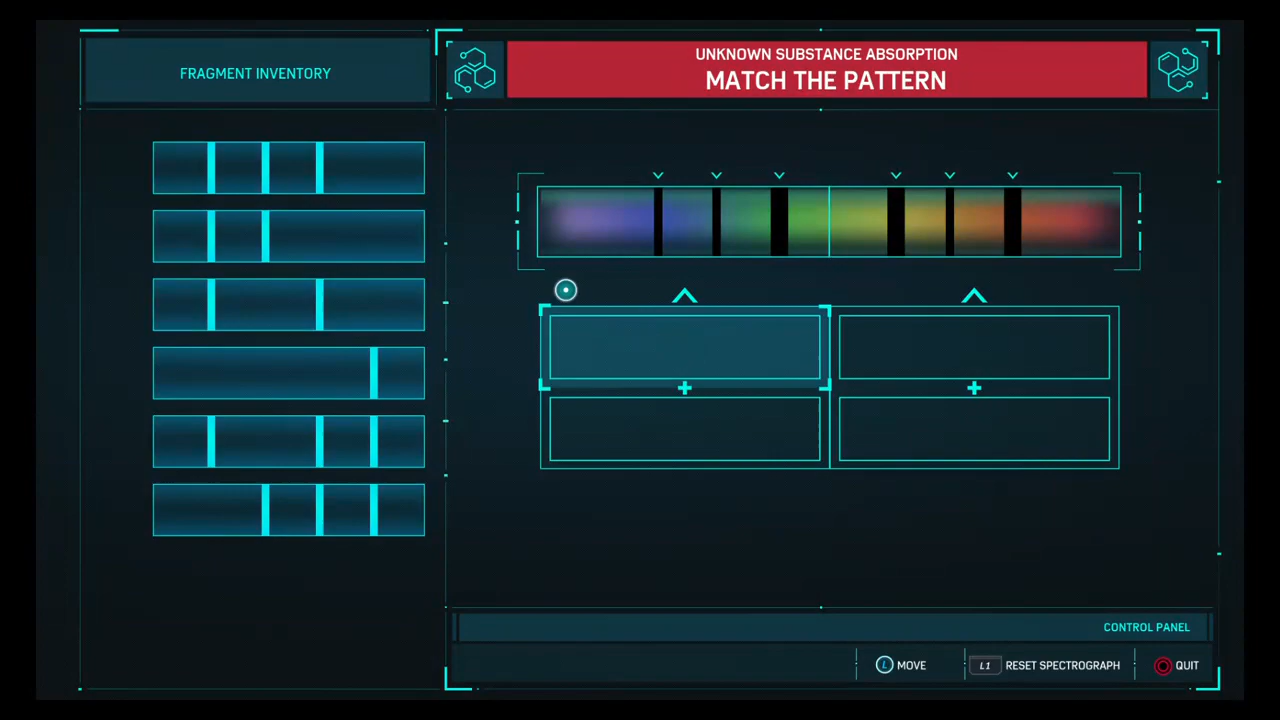 FRAGMENT INVENTORY
UNKNOWN SUBSTANCE ABSORPTION
MATCH THE PATTERN
CONTROL PANEL
L MOVE
L1 RESET SPECTROGRAPH
QUIT